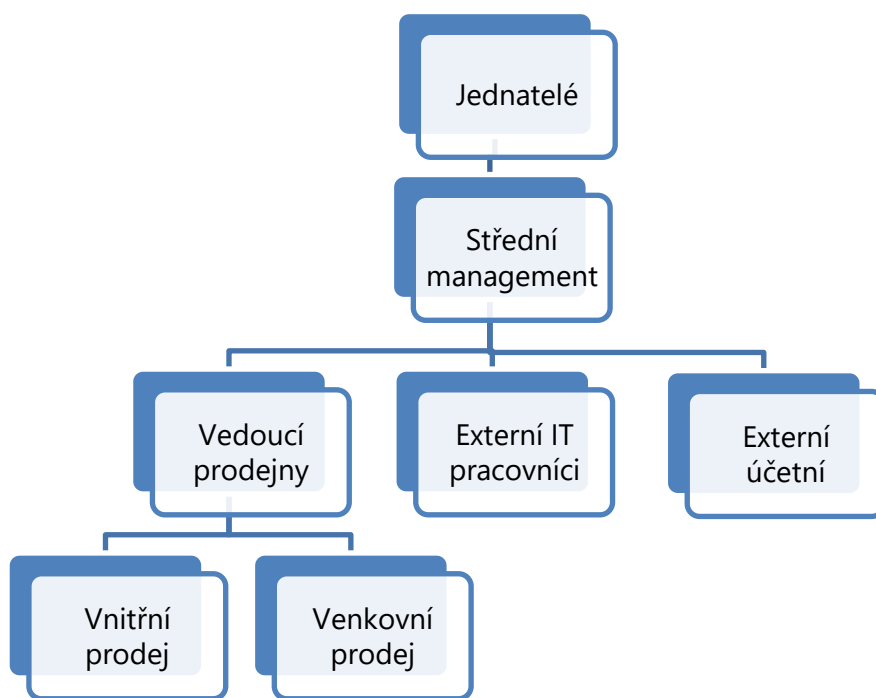 Jednatelé
Střední
management
Vedoucí
prodejny
Externí IT
pracovníci
Externí
účetní
Vnitřní
prodej
Venkovní
prodej